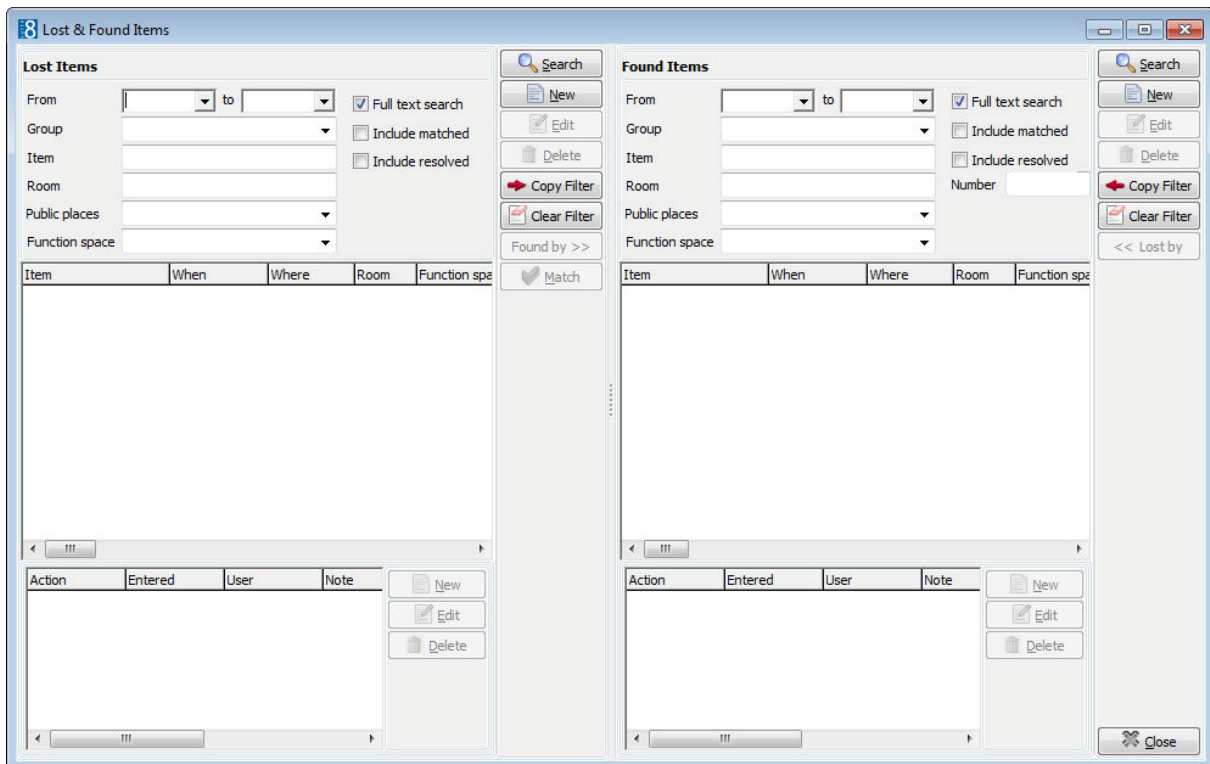 8 Lost & Found Items
Lost Items
From to Full text search
Group Include matched
Item Include resolved
Room
Public places
Function space
Search
New
Edit
Delete
Copy Filter
Clear Filter
Found by >>
Match
Item When Where Room Function spa
Action Entered User Note
New
Edit
Delete
Found Items
From to Full text search
Group Include matched
Item Include resolved
Room Number
Public places
Function space
Search
New
Edit
Delete
Copy Filter
Clear Filter
<< Lost by
Item When Where Room Function spa
Action Entered User Note
New
Edit
Delete
Close